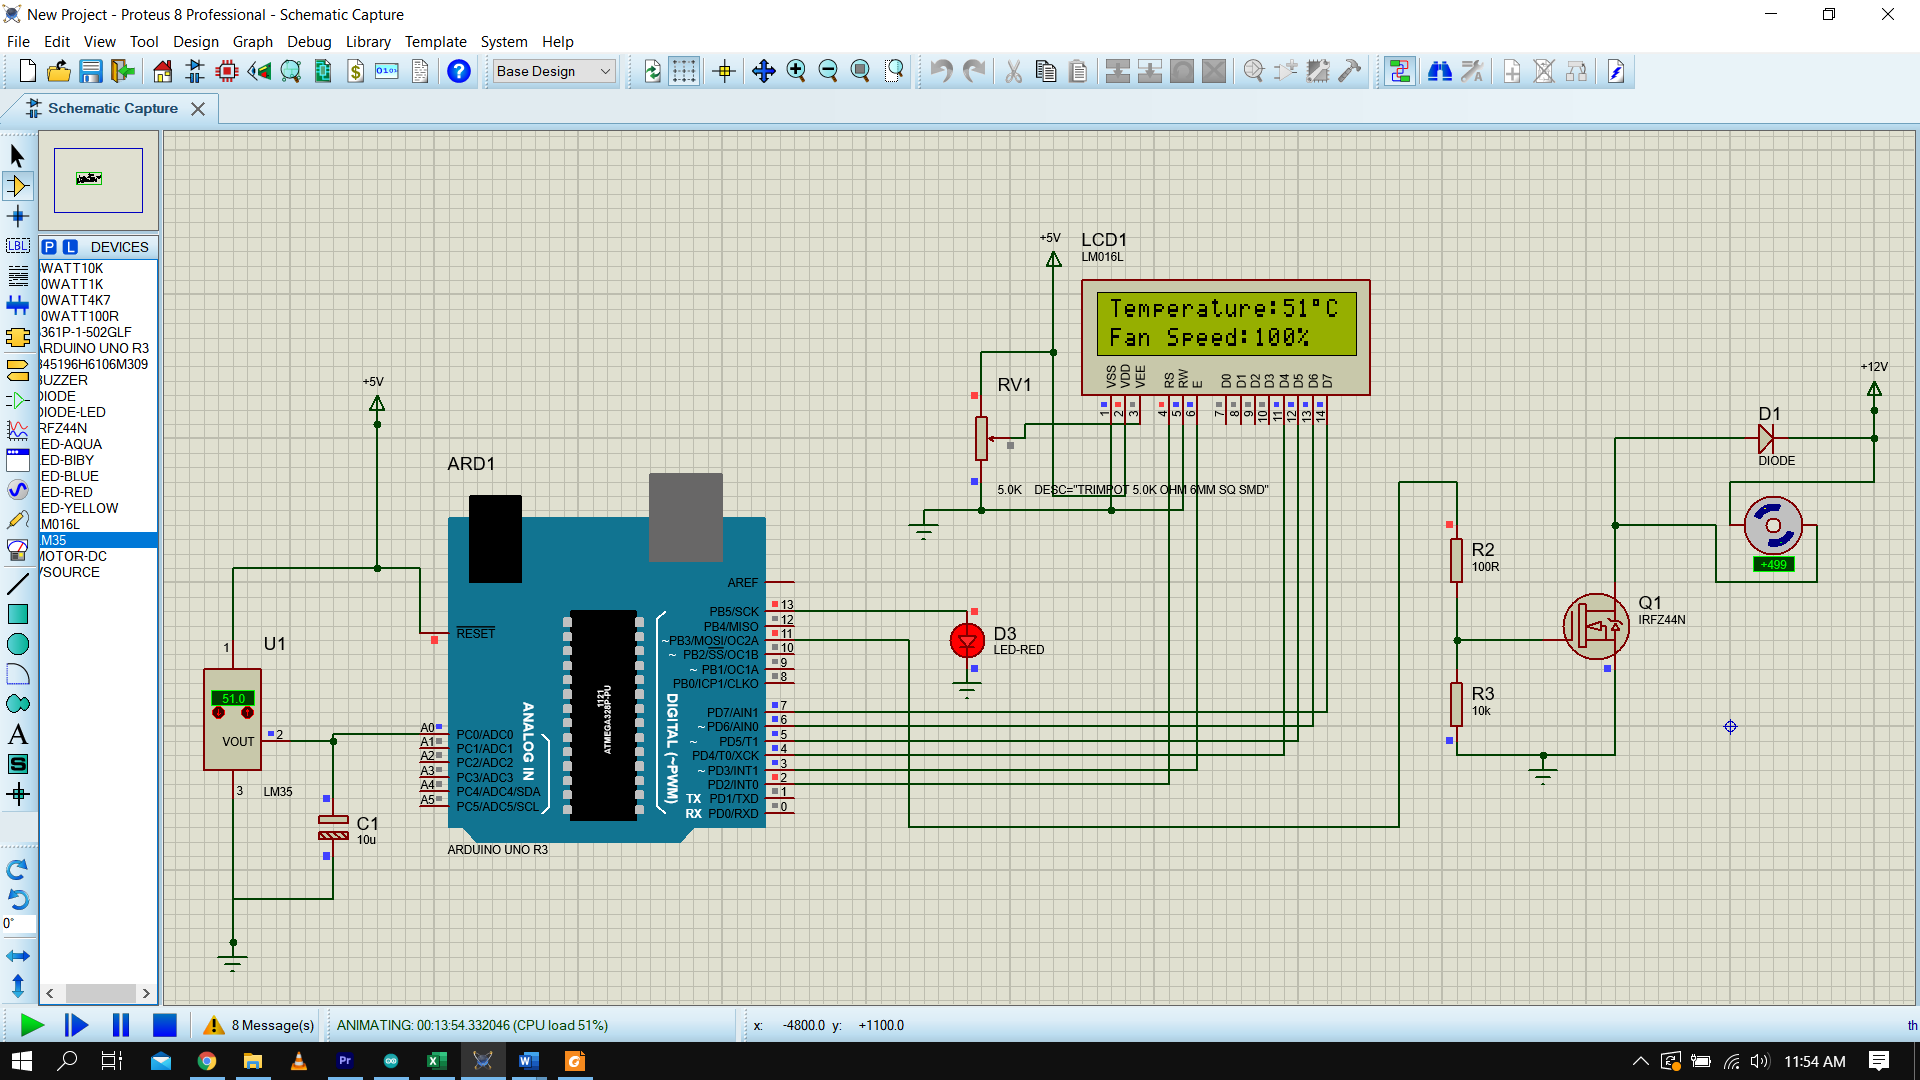 New Project - Proteus 8 Professional - Schematic Capture
File Edit View Tool Design Graph Debug Library Template System Help
Base Design
Schematic Capture
P L DEVICES
WATT10K
0WATT1K
0WATT4K7
0WATT100R
361P-1-502GLF
ARDUINO UNO R3
345196H6106M309
BUZZER
DIODE
DIODE-LED
IRFZ44N
LED-AQUA
LED-BIBY
LED-BLUE
LED-RED
LED-YELLOW
LM016L
LM35
MOTOR-DC
VSOURCE
LBL
A
S
0°
+5V
U1
1
51.0
VOUT
2
3
LM35
C1
10u
ARD1
RESET
AREF
PB5/SCK 13
PB4/MISO 12
~PB3/MOSI/OC2A 11
~ PB2/SS/OC1B 10
~ PB1/OC1A 9
PB0/ICP1/CLKO 8
PD7/AIN1 7
~ PD6/AIN0 6
~ PD5/T1 5
PD4/T0/XCK 4
~ PD3/INT1 3
PD2/INT0 2
TX PD1/TXD 1
RX PD0/RXD 0
A0 PC0/ADC0
A1 PC1/ADC1
A2 PC2/ADC2
A3 PC3/ADC3
A4 PC4/ADC4/SDA
A5 PC5/ADC5/SCL
ANALOG IN
ATMEGA328P-PU
1121
DIGITAL (~PWM)
ARDUINO UNO R3
+5V
LCD1
LM016L
Temperature:51°C
Fan Speed:100%
VSS VDD VEE RS RW E D0 D1 D2 D3 D4 D5 D6 D7
1 2 3 4 5 6 7 8 9 10 11 12 13 14
RV1
5.0K DESC="TRIMPOT 5.0K OHM 6MM SQ SMD"
D3
LED-RED
R2
100R
R3
10k
Q1
IRFZ44N
D1
DIODE
+12V
+499
8 Message(s)
ANIMATING: 00:13:54.332046 (CPU load 51%)
x: -4800.0 y: +1100.0
th
11:54 AM